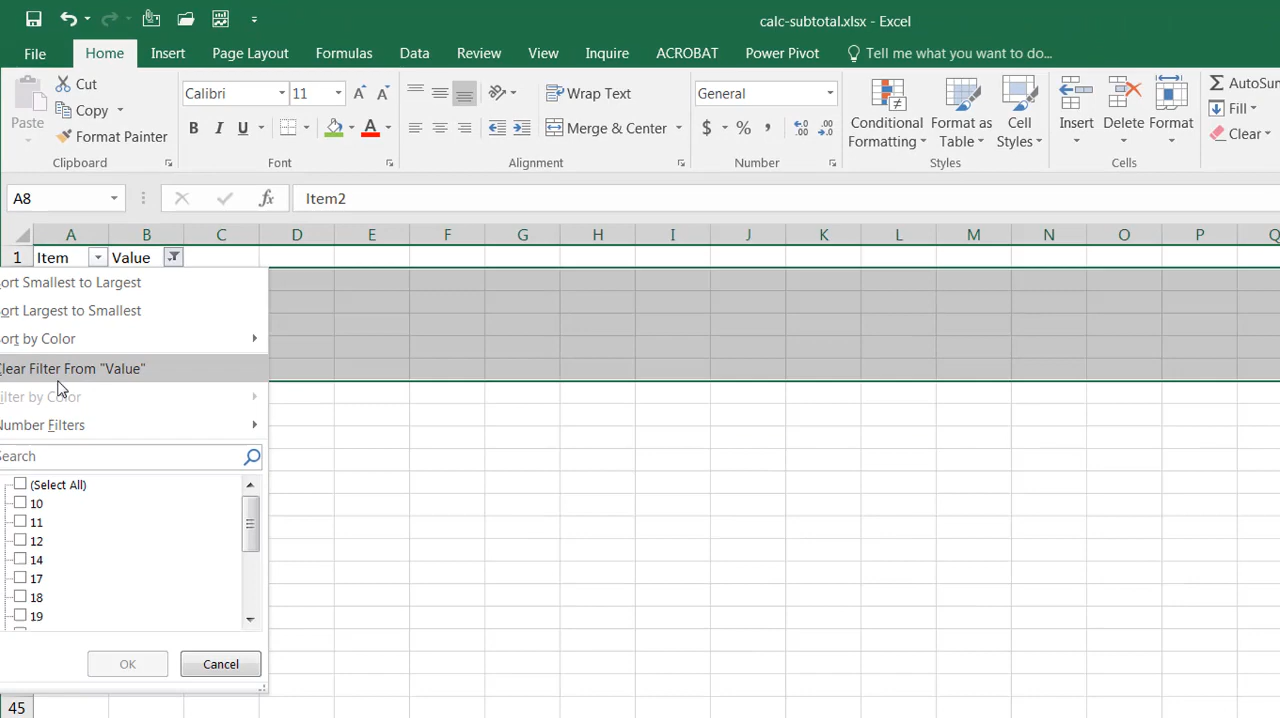 calc-subtotal.xlsx - Excel
File Home Insert Page Layout Formulas Data Review View Inquire ACROBAT Power Pivot Tell me what you want to do...
Paste
Cut
Copy
Format Painter
Clipboard
Calibri 11
B I U
Font
Wrap Text
Merge & Center
Alignment
General
$ % ,
Number
Conditional Formatting
Format as Table
Cell Styles
Styles
Insert
Delete
Format
Cells
AutoSum
Fill
Clear
A8 fx Item2
A B C D E F G H I J K L M N O P Q
1 Item Value
ort Smallest to Largest
ort Largest to Smallest
ort by Color
lear Filter From "Value"
ilter by Color
Number Filters
Search
(Select All)
10
11
12
14
17
18
19
OK Cancel
45